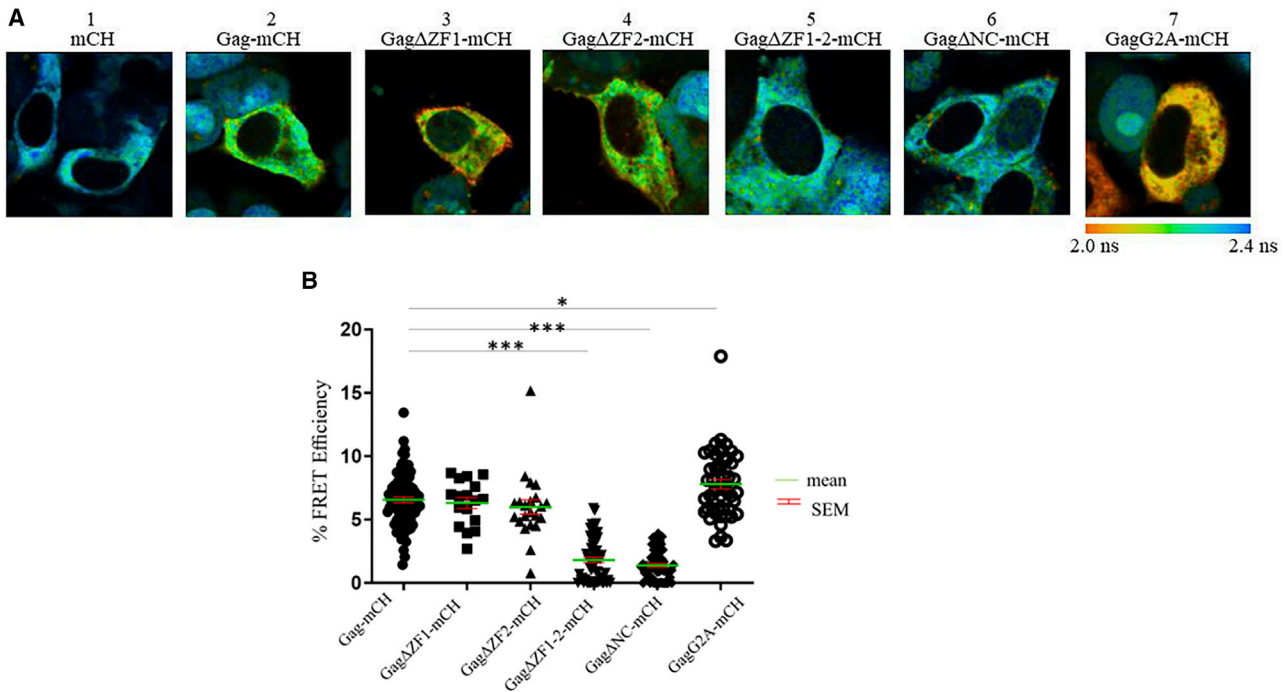 A
1 2 3 4 5 6 7
mCH Gag-mCH GagΔZF1-mCH GagΔZF2-mCH GagΔZF1-2-mCH GagΔNC-mCH GagG2A-mCH
2.0 ns 2.4 ns
B
*
***
***
% FRET Efficiency
20
15
10
5
0
mean
SEM
Gag-mCH GagΔZF1-mCH GagΔZF2-mCH GagΔZF1-2-mCH GagΔNC-mCH GagG2A-mCH